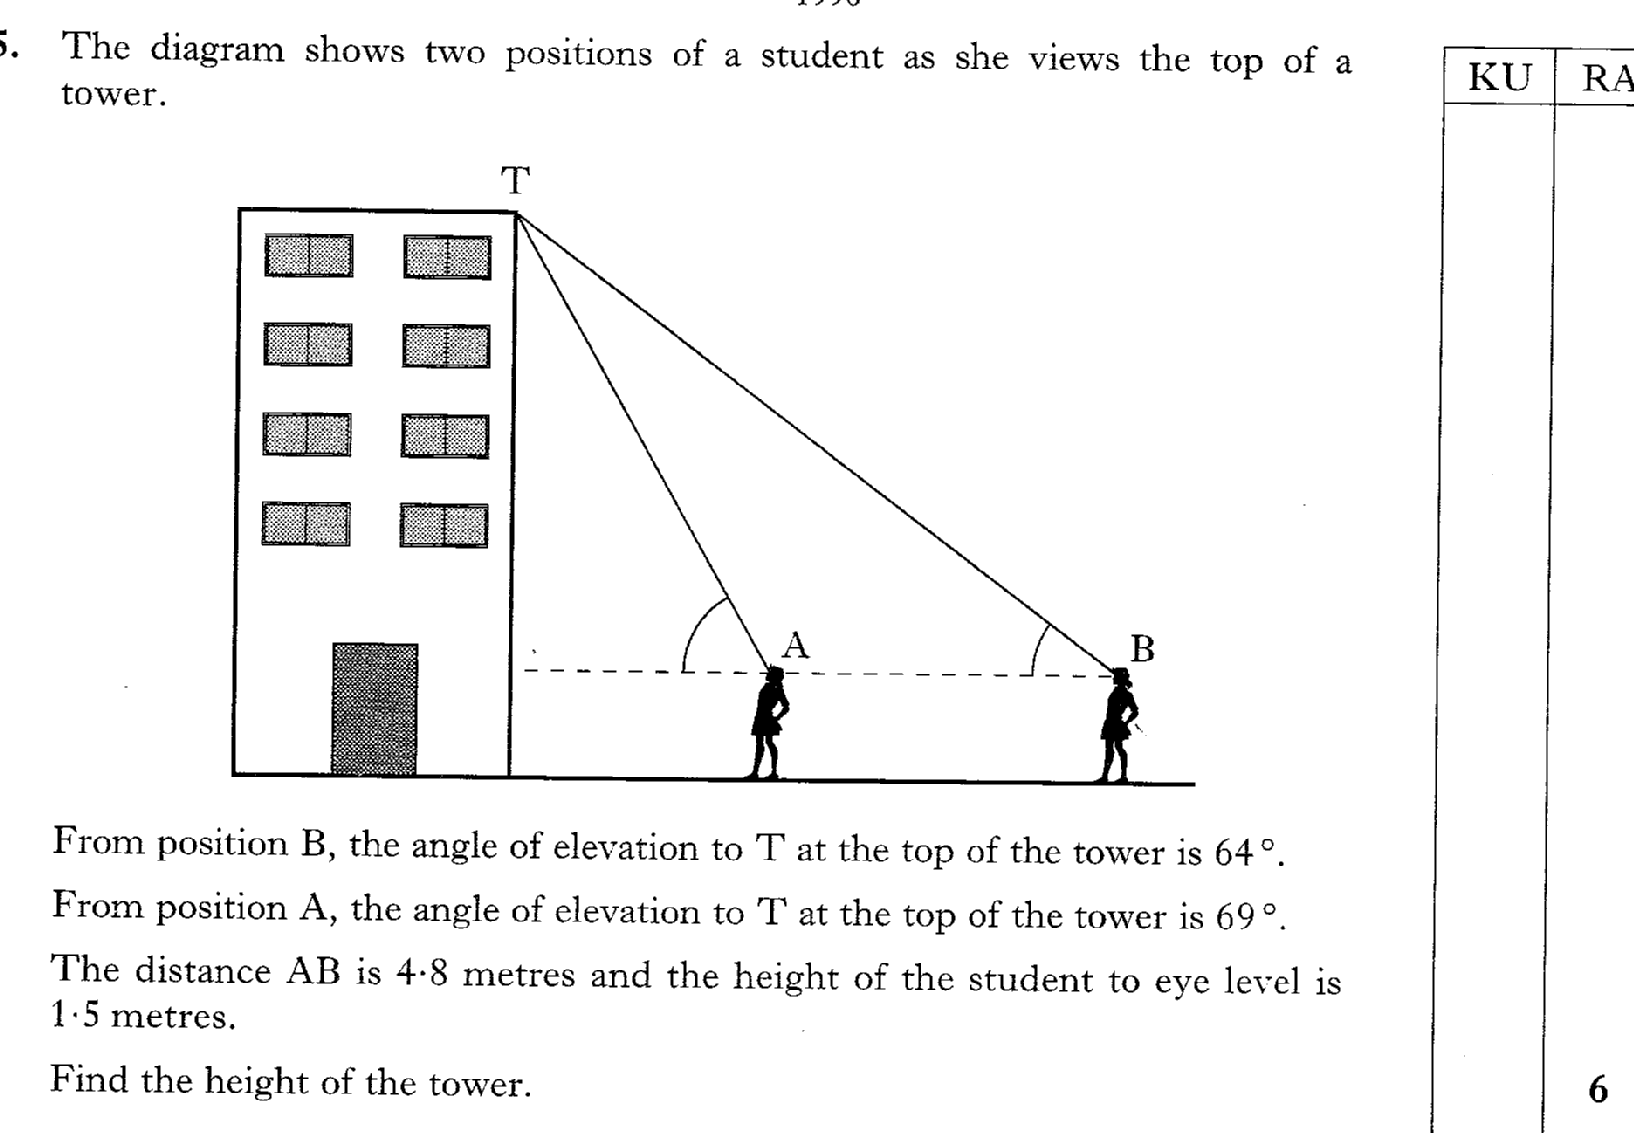 5. The diagram shows two positions of a student as she views the top of a
tower.
KU RA
T
A
B
From position B, the angle of elevation to T at the top of the tower is 64°.
From position A, the angle of elevation to T at the top of the tower is 69°.
The distance AB is 4·8 metres and the height of the student to eye level is
1·5 metres.
Find the height of the tower.
6